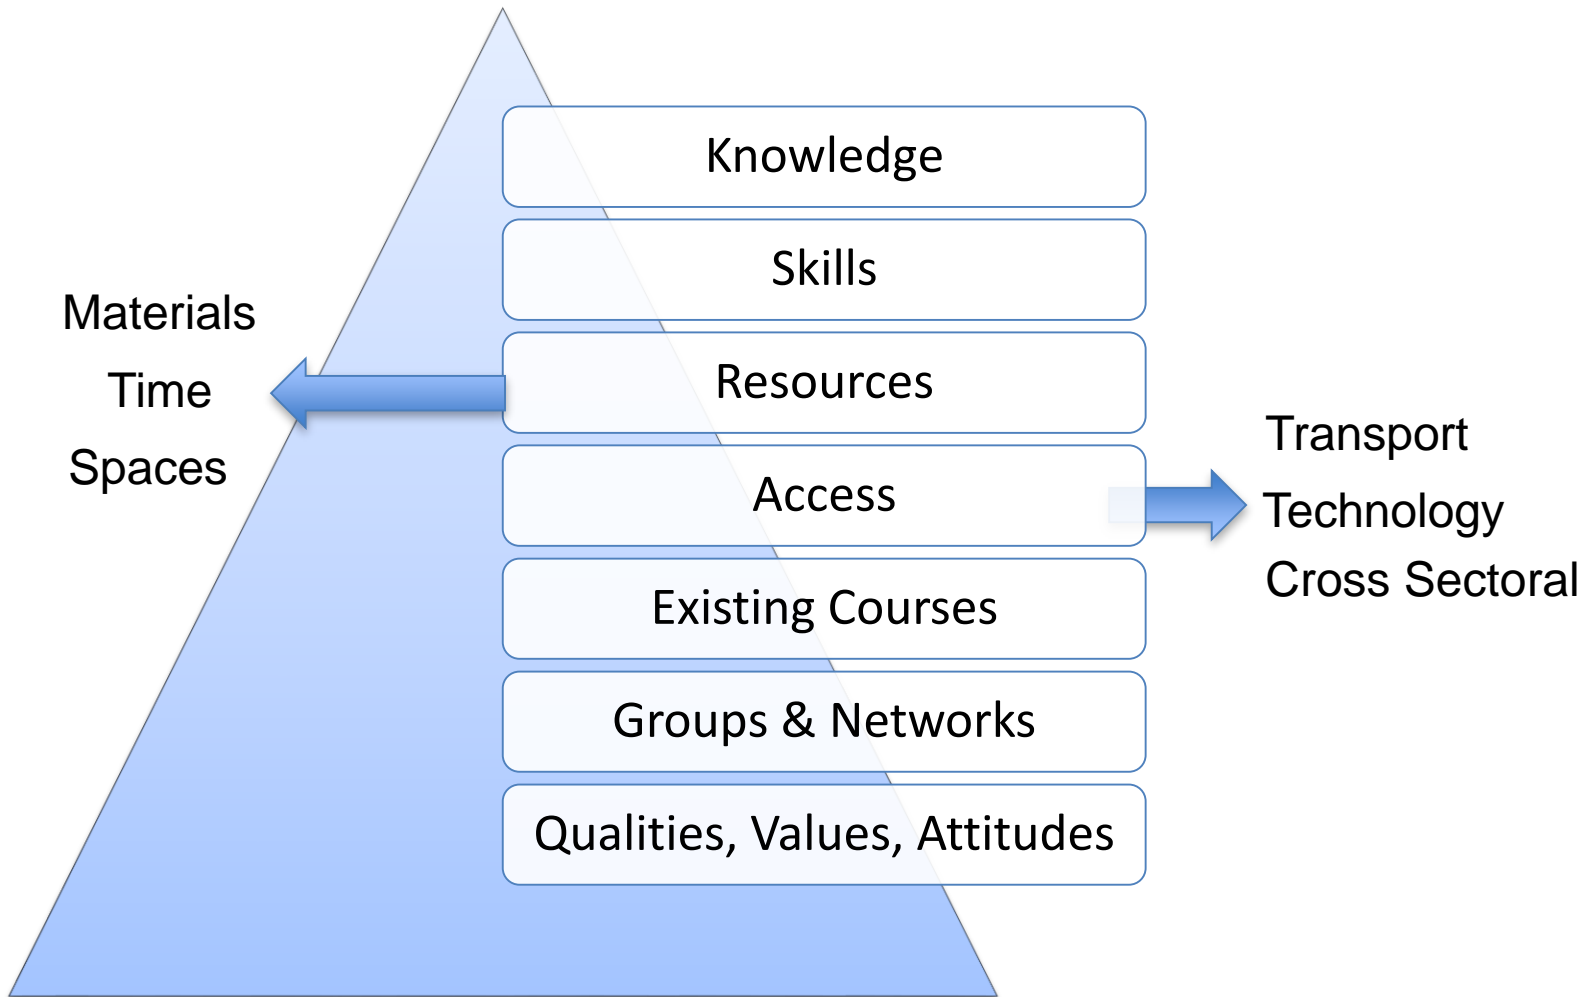 Knowledge
Skills
Materials
Time
Spaces
Resources
Access
Transport
Technology
Cross Sectoral
Existing Courses
Groups & Networks
Qualities, Values, Attitudes